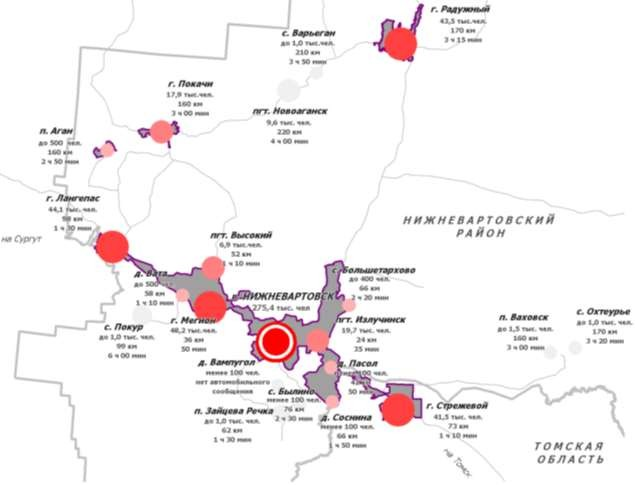 г. Радужный
43,5 тыс.чел.
170 км
3 ч 15 мин
с. Варьеган
до 1,0 тыс.чел.
210 км
3 ч 50 мин
г. Покачи
17,9 тыс.чел.
160 км
3 ч 00 мин
пгт. Новоаганск
9,6 тыс.чел.
220 км
4 ч 00 мин
п. Аган
до 500 чел.
160 км
2 ч 50 мин
г. Лангепас
44,1 тыс.чел.
98 км
1 ч 30 мин
на Сургут
НИЖНЕВАРТОВСКИЙ
РАЙОН
пгт. Высокий
6,9 тыс.чел.
52 км
1 ч 10 мин
д. Вата
до 500 чел
58 км
1 ч 10 мин
с. Большетархово
до 400 чел.
66 км
2 ч 20 мин
г. НИЖНЕВАРТОВСК
275,4 тыс. чел
г. Мегион
48,2 тыс.чел.
36 км
50 мин
с. Покур
до 1,0 тыс.чел.
99 км
6 ч 00 мин
пгт. Излучинск
19,7 тыс.чел.
24 км
35 мин
п. Ваховск
до 1,5 тыс.чел.
160 км
3 ч 00 мин
с. Охтеурье
до 1,0 тыс.чел.
170 км
3 ч 20 мин
д. Вампугол
менее 100 чел.
нет автомобильного
сообщения
д. Пасол
менее 100 чел.
50 мин
с. Былино
менее 100 чел.
76 км
2 ч 30 мин
п. Зайцева Речка
до 1,0 тыс.чел.
62 км
1 ч 30 мин
д. Соснина
менее 100 чел.
66 км
1 ч 50 мин
г. Стрежевой
41,5 тыс.чел.
73 км
1 ч 10 мин
на Томск
ТОМСКАЯ
ОБЛАСТЬ